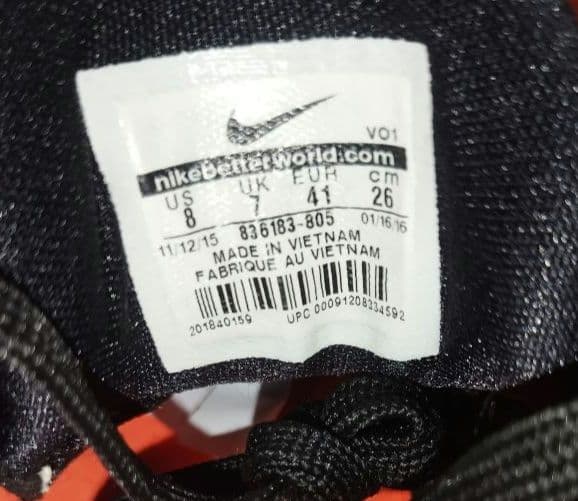 V01
nikebetterworld.com
US UK EUR cm
8 7 41 26
11/12/15 836183-805 01/16/16
MADE IN VIETNAM
FABRIQUE AU VIETNAM
201840159 UPC 00091208334592